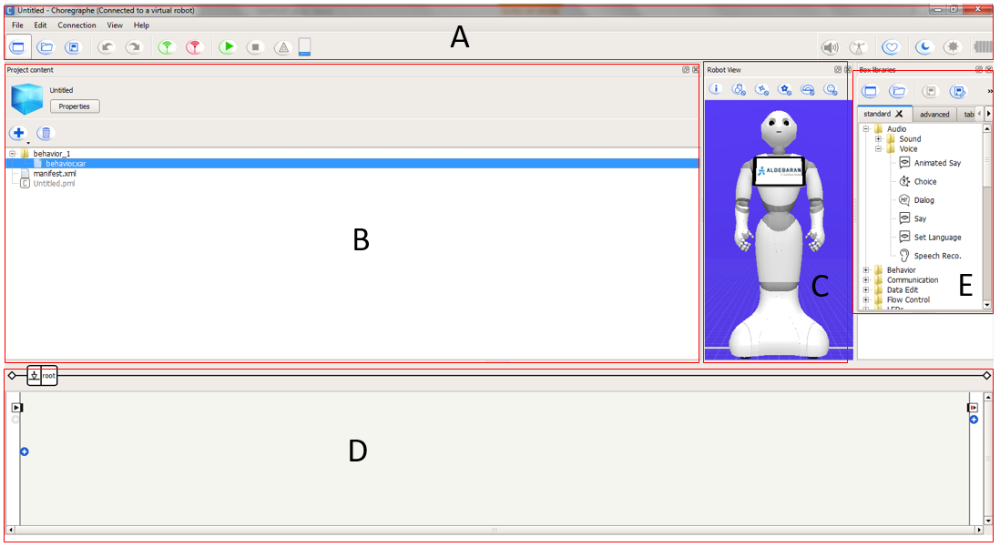 Untitled - Choregraphe (Connected to a virtual robot)
File Edit Connection View Help
A
Project content
Robot View
Box libraries
Untitled
Properties
standard advanced tab
behavior_1
behavior.xar
manifest.xml
Untitled.pml
B
ALDEBARAN
C
Audio
Sound
Voice
Animated Say
Choice
Dialog
Say
Set Language
Speech Reco.
Behavior
Communication
Data Edit
Flow Control
LEDs
E
root
D